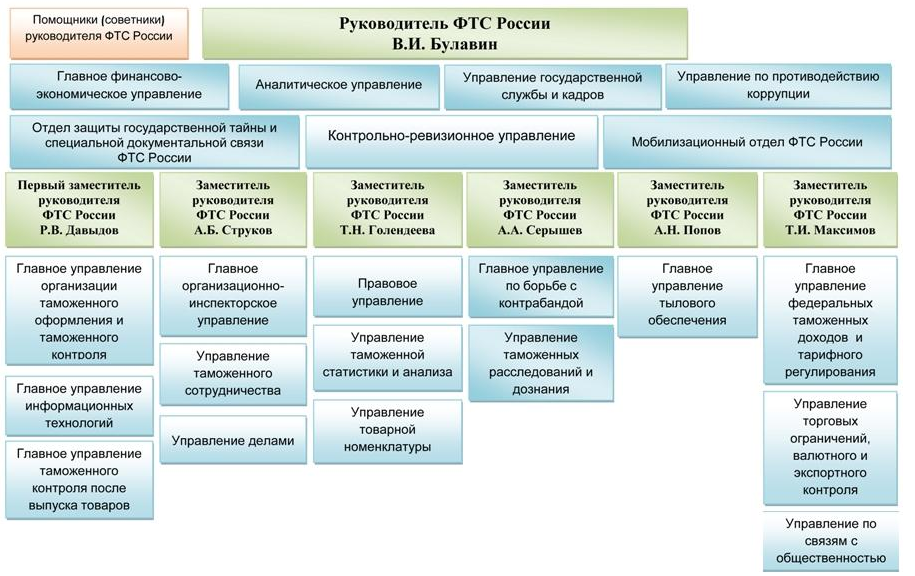 Помощники (советники)
руководителя ФТС России
Руководитель ФТС России
В.И. Булавин
Главное финансово-
экономическое управление
Аналитическое управление
Управление государственной
службы и кадров
Управление по противодействию
коррупции
Отдел защиты государственной тайны и
специальной документальной связи
ФТС России
Контрольно-ревизионное управление
Мобилизационный отдел ФТС России
Первый заместитель
руководителя
ФТС России
Р.В. Давыдов
Заместитель
руководителя
ФТС России
А.Б. Струков
Заместитель
руководителя
ФТС России
Т.Н. Голендеева
Заместитель
руководителя
ФТС России
А.А. Серышев
Заместитель
руководителя
ФТС России
А.Н. Попов
Заместитель
руководителя
ФТС России
Т.И. Максимов
Главное управление
организации
таможенного
оформления и
таможенного
контроля
Главное управление
информационных
технологий
Главное управление
таможенного
контроля после
выпуска товаров
Главное
организационно-
инспекторское
управление
Управление
таможенного
сотрудничества
Управление делами
Правовое
управление
Управление
таможенной
статистики и анализа
Управление
товарной
номенклатуры
Главное управление
по борьбе с
контрабандой
Управление
таможенных
расследований и
дознания
Главное
управление
тылового
обеспечения
Главное
управление
федеральных
таможенных
доходов и
тарифного
регулирования
Управление
торговых
ограничений,
валютного и
экспортного
контроля
Управление по
связям с
общественностью